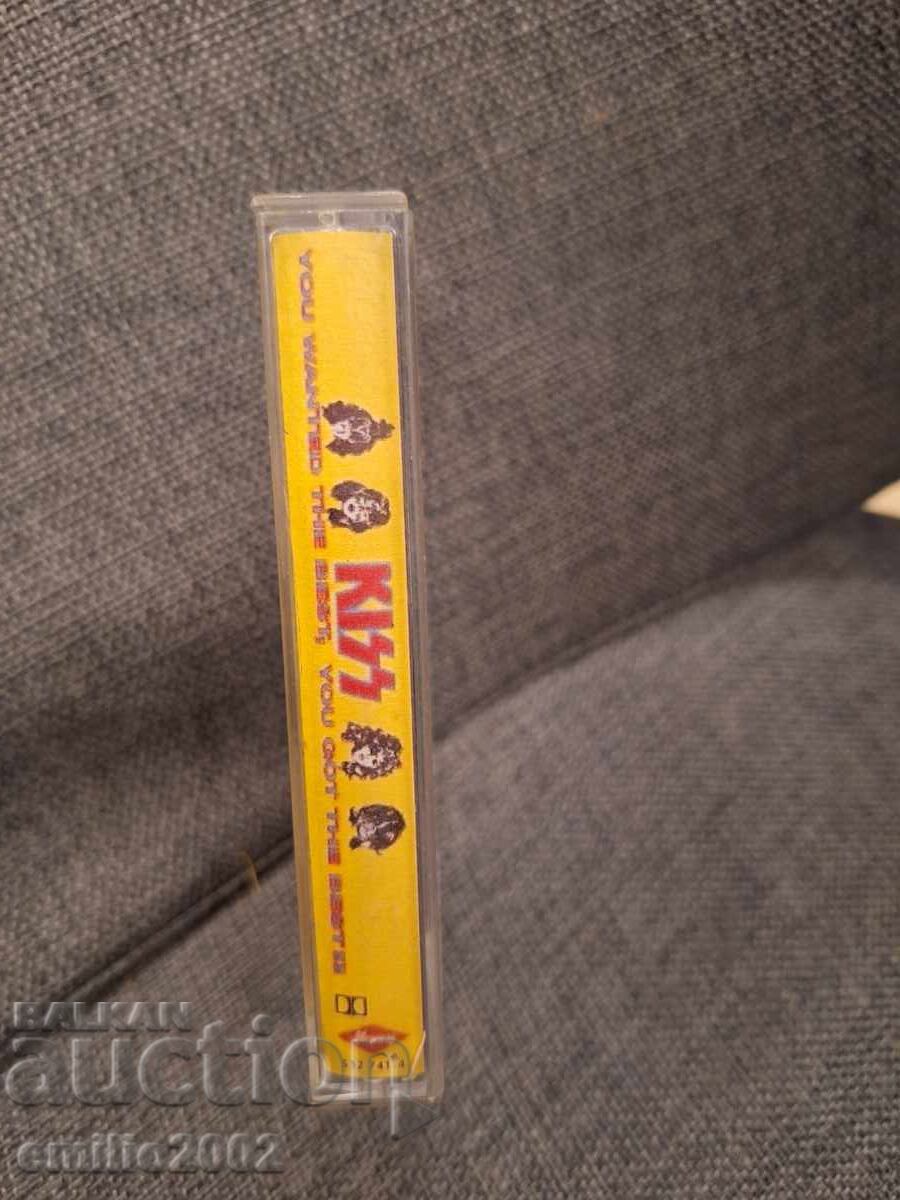 KISS
YOU WANTED THE BEST, YOU GOT THE BEST!!
BALKAN
auction
emilio2002